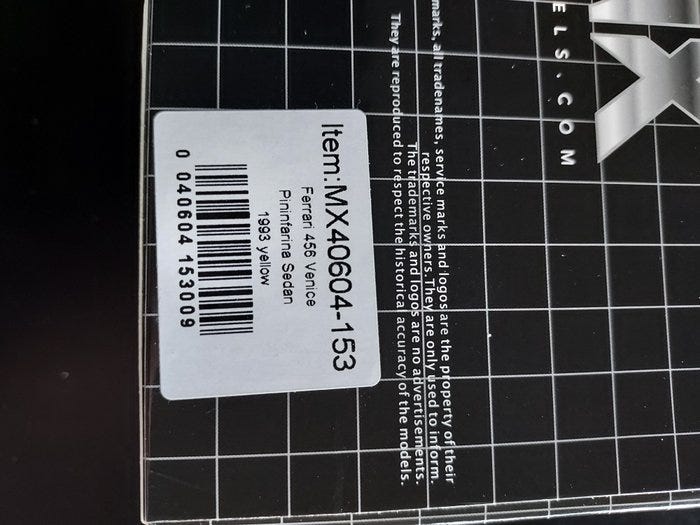 IX
ELS.COM
marks, all tradenames, service marks and logos are the property of their
respective owners. They are only used to inform.
The trademarks and logos are no advertisements.
They are reproduced to respect the historical accuracy of the models.
Item:MX40604-153
Ferrari 456 Venice
Pininfarina Sedan
1993 yellow
0 040604 153009